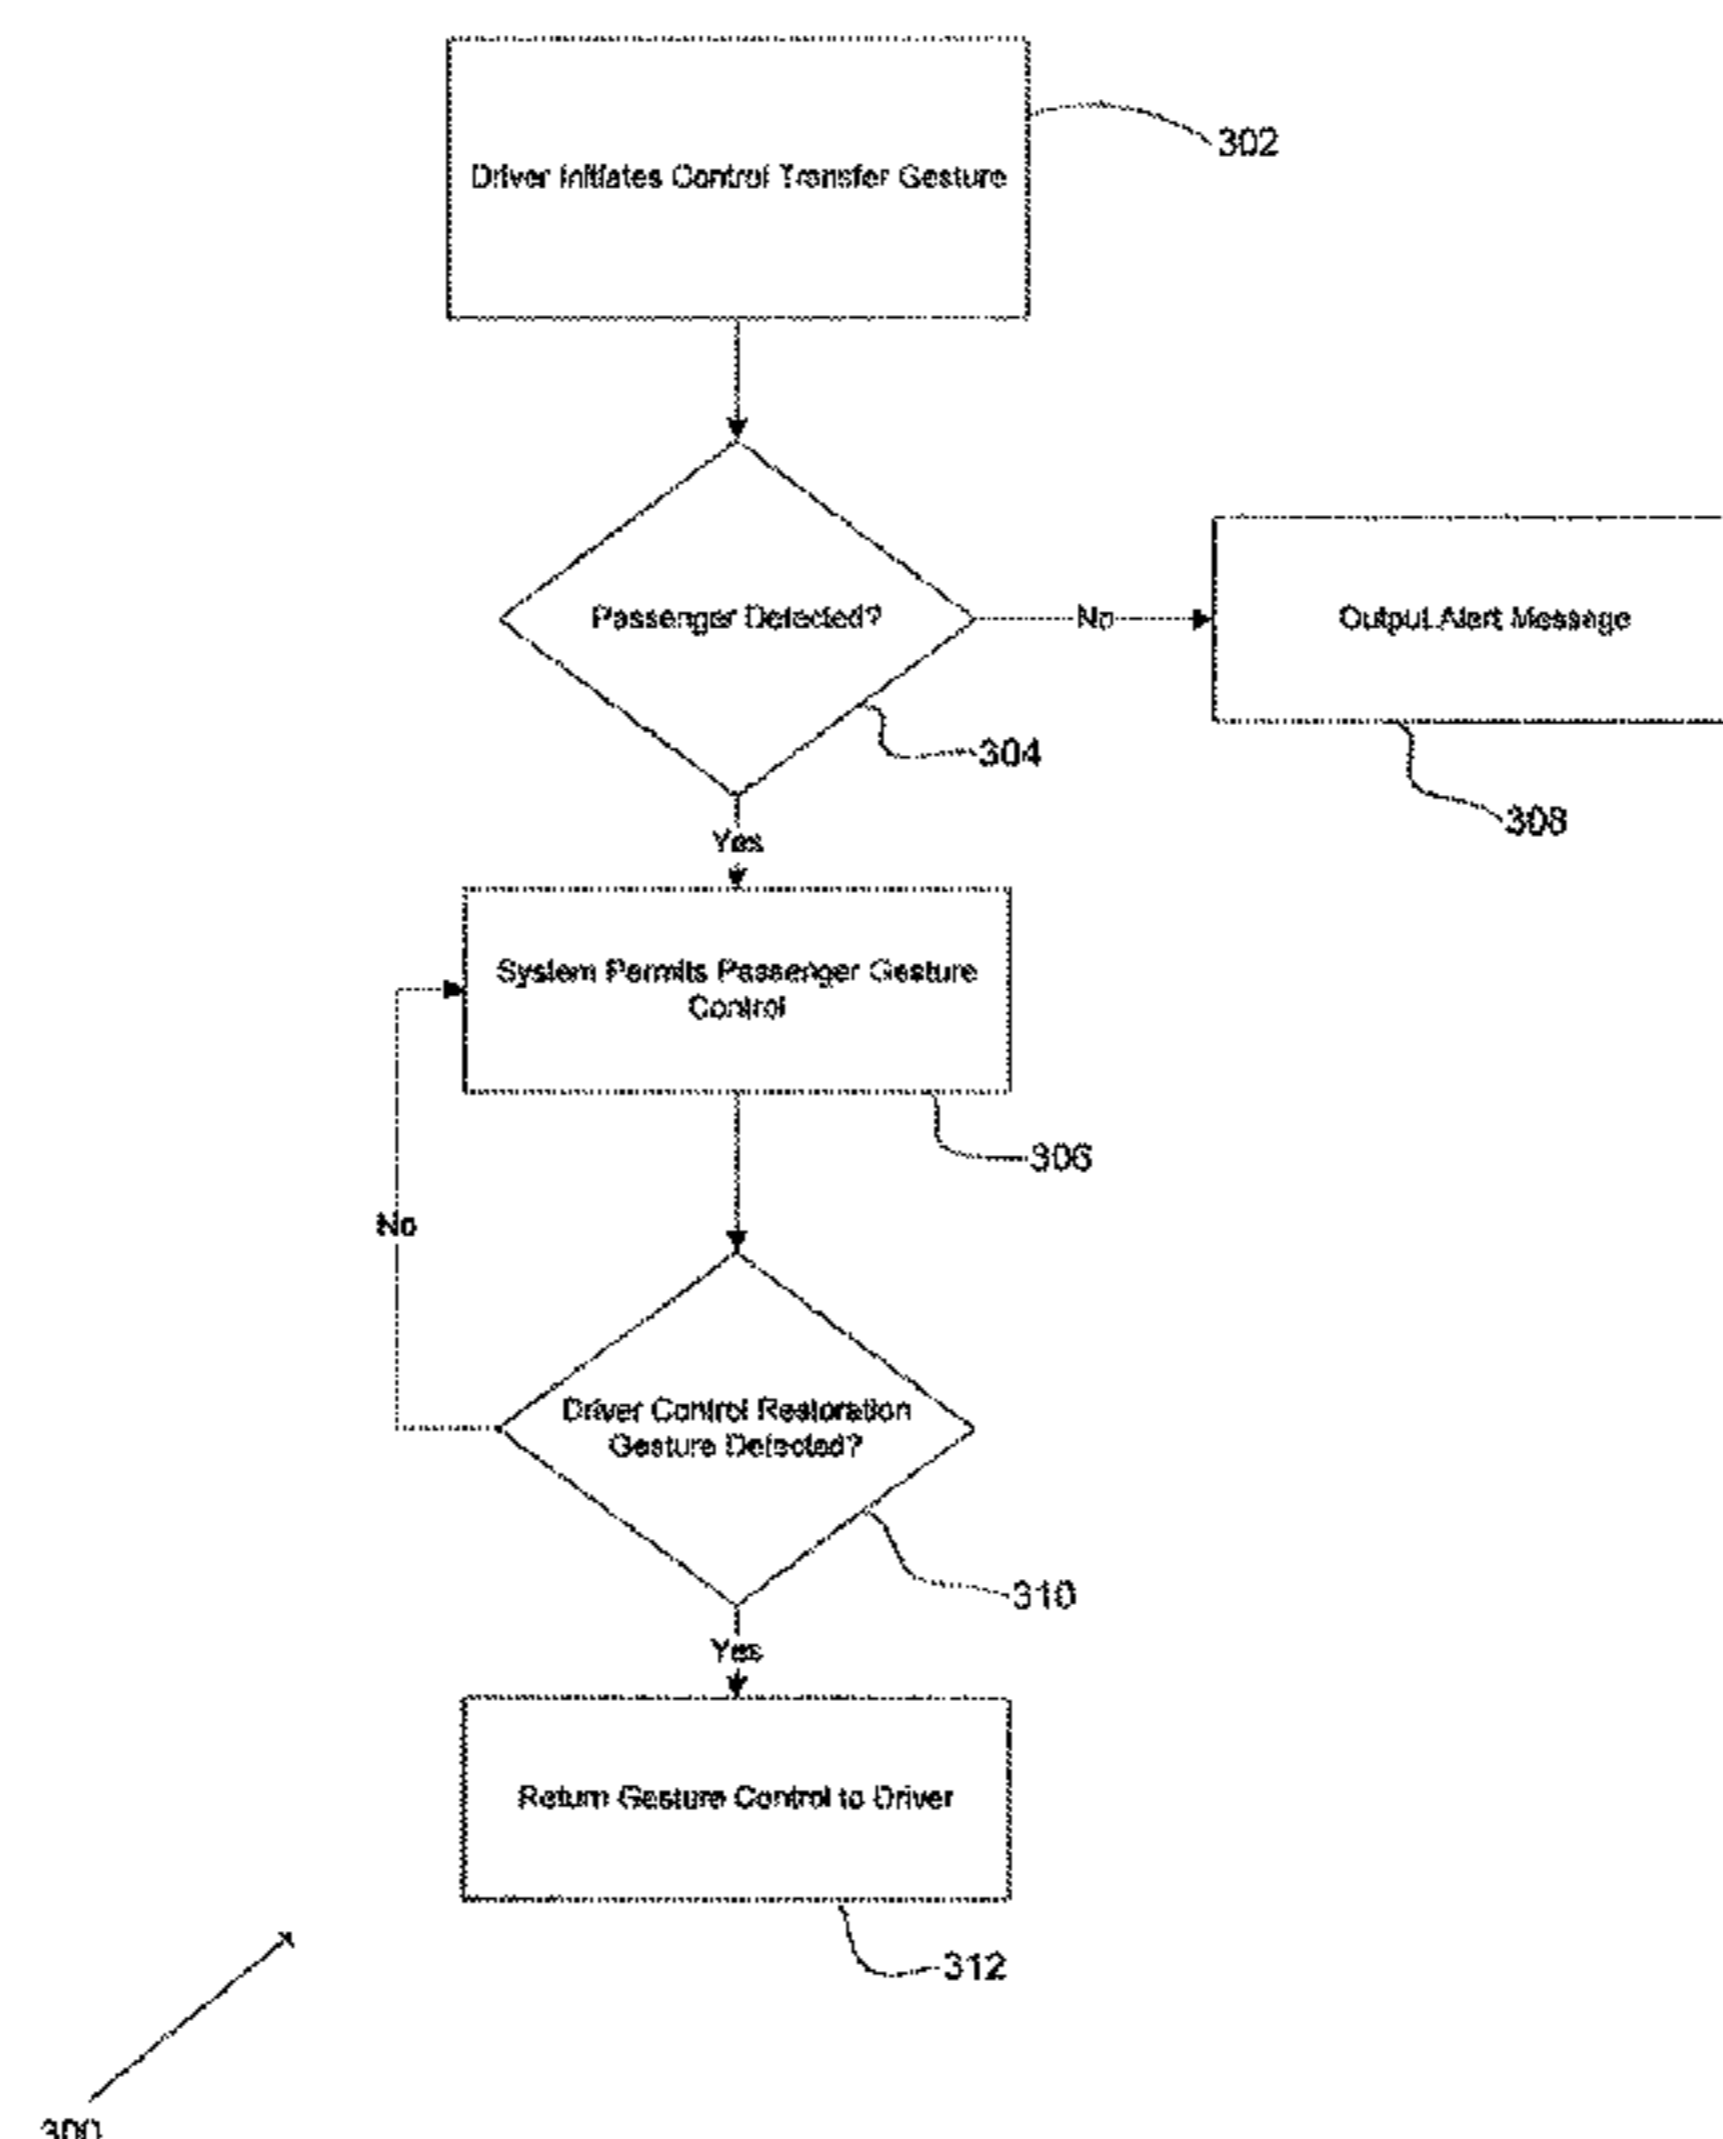 Driver Initiates Control Transfer Gesture
302
Passenger Detected?
No
Output Alert Message
304
308
Yes
System Permits Passenger Gesture
Control
306
No
Driver Control Restoration
Gesture Detected?
310
Yes
Return Gesture Control to Driver
312
300